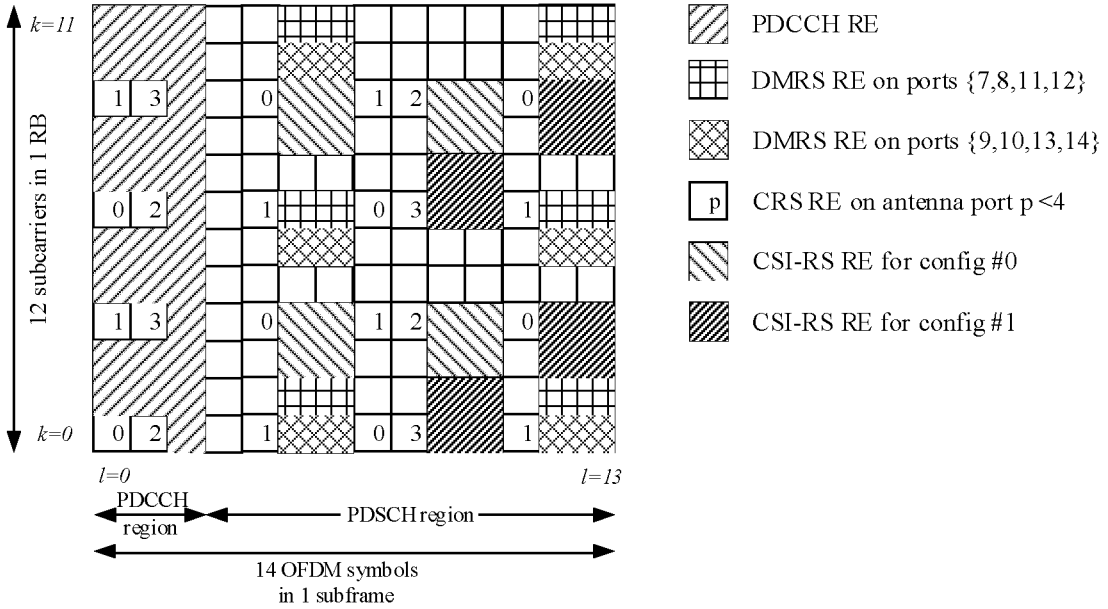 k=11
PDCCH RE
DMRS RE on ports {7,8,11,12}
1 3 0 1 2 0
DMRS RE on ports {9,10,13,14}
12 subcarriers in 1 RB
0 2 1 0 3 1
p CRS RE on antenna port p <4
CSI-RS RE for config #0
1 3 0 1 2 0
CSI-RS RE for config #1
k=0
0 2 1 0 3 1
l=0
l=13
PDCCH
region
PDSCH region
14 OFDM symbols
in 1 subframe